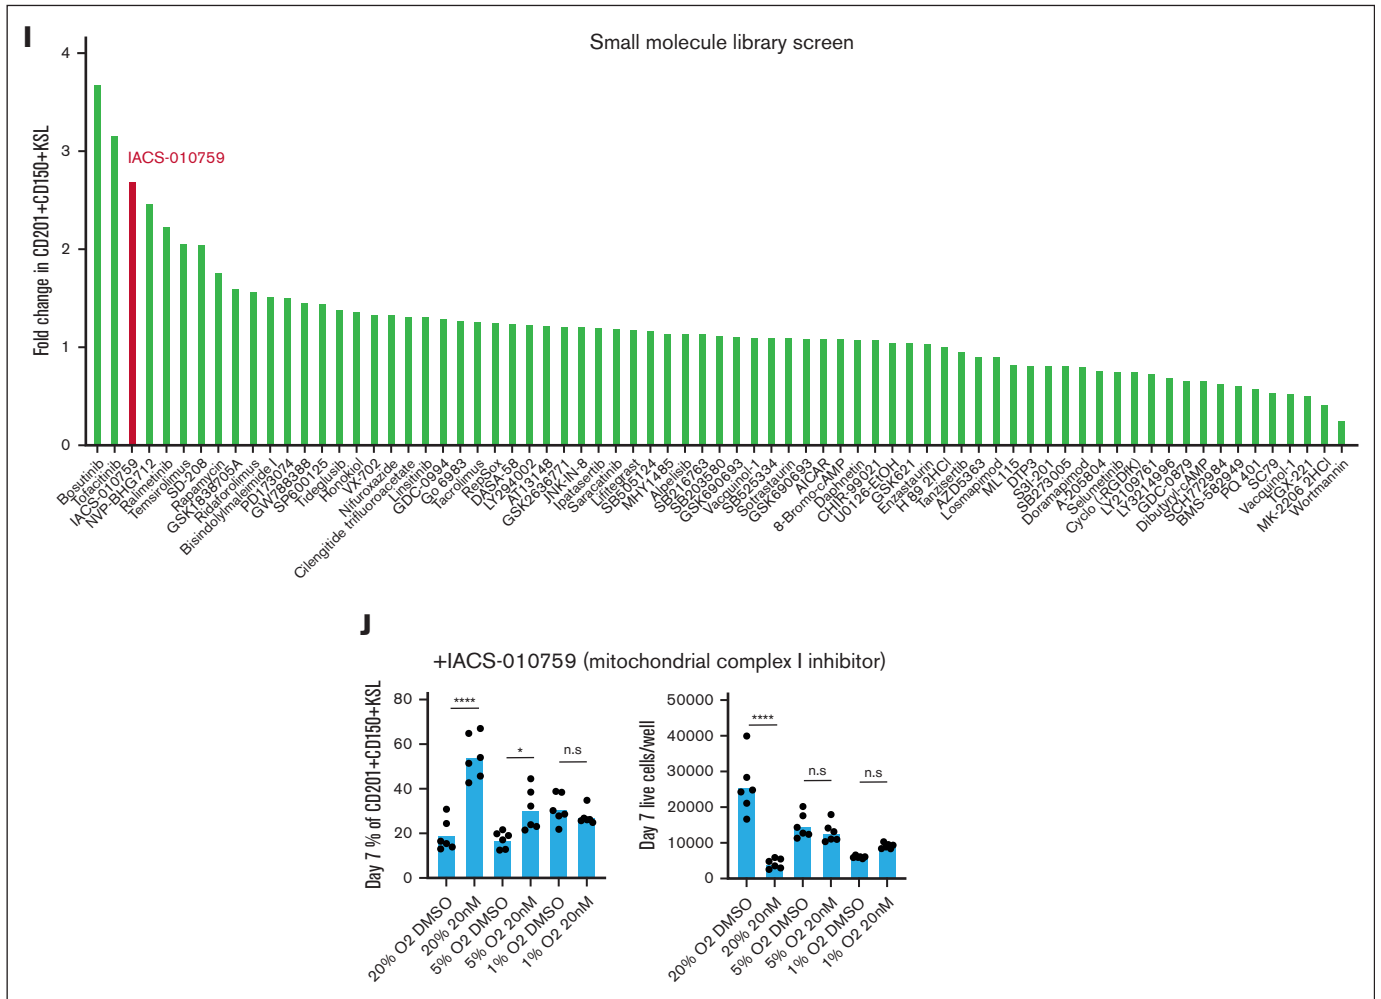 I
Small molecule library screen
Fold change in CD201+CD150+KSL
4
3
2
1
0
IACS-010759
Bosutinib
Tofacitinib
IACS-010759
NVP-BHG712
Ralimetinib
Temsirolimus
SD-208
Rapamycin
GSK1838705A
Ridaforolimus
Bisindolylmaleimide I
PD173074
GW788388
SP600125
Tideglusib
Honokiol
VX-702
Nifuroxazide
Cilengitide trifluoroacetate
Linsitinib
GDC-0994
Go 6983
Tacrolimus
RepSox
DASA-58
LY294002
AT13148
GSK2636771
JNK-IN-8
Ipatasertib
Saracatinib
Lifitegrast
SB505124
MHY1485
Alpelisib
SB216763
SB203580
GSK690693
Vacquinol-1
SB525334
Sotrastaurin
GSK690693
AICAR
8-Bromo-cAMP
Daphnetin
CHIR-99021
U0126-EtOH
GSK621
Enzastaurin
H 89 2HCl
Tanzisertib
AZD5363
Losmapimod
ML115
DTP3
S3I-201
SB273005
Doramapimod
A-205804
Selumetinib
Cyclo (-RGDfK)
LY2109761
LY3214996
GDC-0879
Dibutyryl-cAMP
SCH772984
BMS-582949
PQ 401
SC79
Vacquinol-1
TGX-221
MK-2206 2HCl
Wortmannin
J
+IACS-010759 (mitochondrial complex I inhibitor)
Day 7 % of CD201+CD150+KSL
80
60
40
20
0
****
*
n.s
20% O2 DMSO
20% 20nM
5% O2 DMSO
5% O2 20nM
1% O2 DMSO
1% O2 20nM
Day 7 live cells/well
50000
40000
30000
20000
10000
0
****
n.s
n.s
20% O2 DMSO
20% 20nM
5% O2 DMSO
5% O2 20nM
1% O2 DMSO
1% O2 20nM